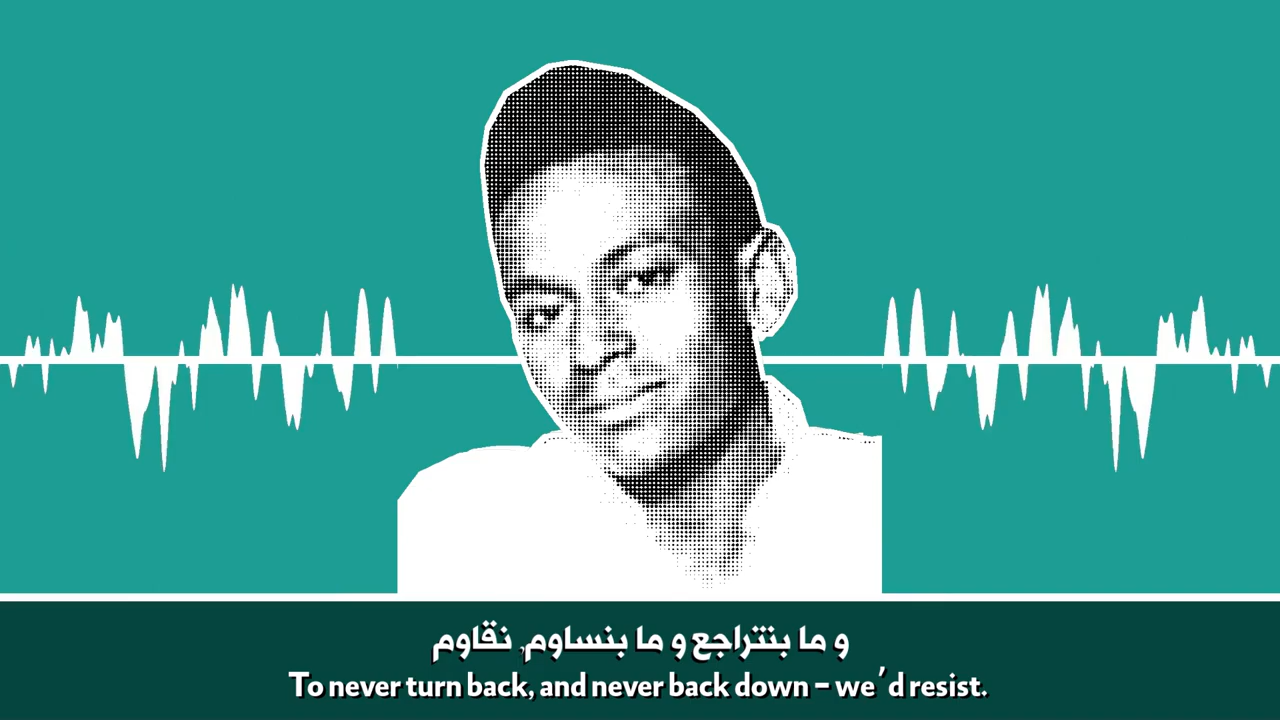 و ما بنتراجع و ما بنساوم, نقاوم
To never turn back, and never back down – we'd resist.